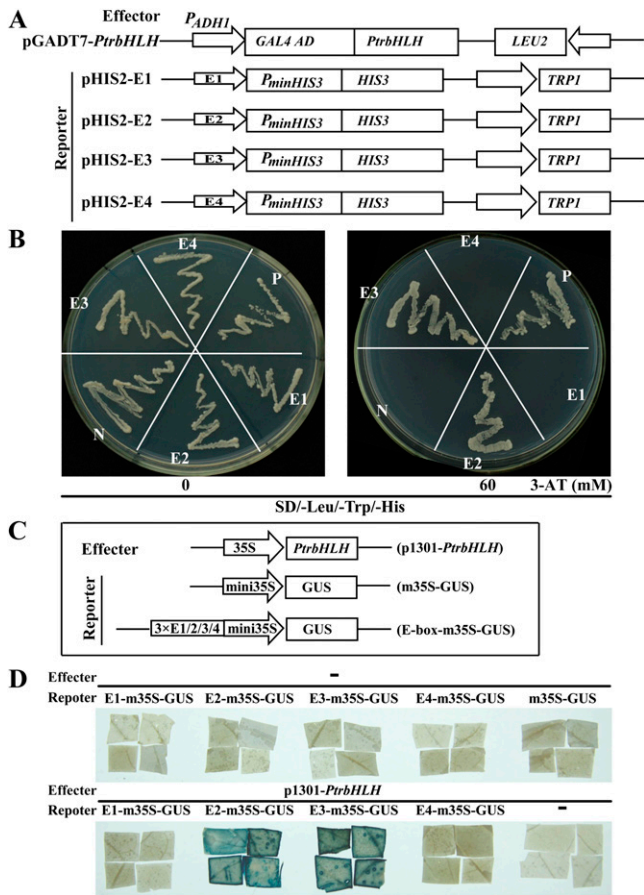 A
Effector
pGADT7-PtrbHLH
PADH1
GAL4 AD
PtrbHLH
LEU2
Reporter
pHIS2-E1
E1
PminHIS3
HIS3
TRP1
pHIS2-E2
E2
PminHIS3
HIS3
TRP1
pHIS2-E3
E3
PminHIS3
HIS3
TRP1
pHIS2-E4
E4
PminHIS3
HIS3
TRP1
B
E4
P
E3
E1
N
E2
E4
P
E3
E1
N
E2
0
60
3-AT (mM)
SD/-Leu/-Trp/-His
C
Effecter
35S
PtrbHLH
(p1301-PtrbHLH)
Reporter
mini35S
GUS
(m35S-GUS)
3×E1/2/3/4
mini35S
GUS
(E-box-m35S-GUS)
D
Effecter -
Repoter E1-m35S-GUS E2-m35S-GUS E3-m35S-GUS E4-m35S-GUS m35S-GUS
Effecter p1301-PtrbHLH
Repoter E1-m35S-GUS E2-m35S-GUS E3-m35S-GUS E4-m35S-GUS -